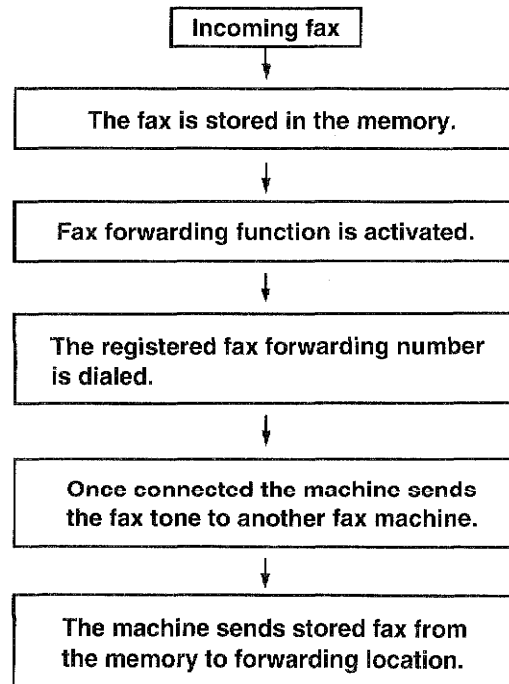 Incoming fax
The fax is stored in the memory.
Fax forwarding function is activated.
The registered fax forwarding number
is dialed.
Once connected the machine sends
the fax tone to another fax machine.
The machine sends stored fax from
the memory to forwarding location.